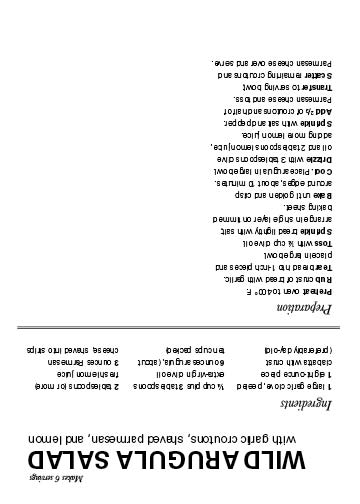 Makes 6 servings
WILD ARUGULA SALAD
with garlic croutons, shaved parmesan, and lemon
Ingredients
1 large garlic clove, peeled
1 eight-ounce piece
ciabatta with crust
(preferably day-old)
¼ cup plus 3 tablespoons
extra-virgin olive oil
6 ounces arugula, (about
ten cups packed)
2 tablespoons (or more)
fresh lemon juice
3 ounces Parmesan
cheese, shaved into strips
Preparation
Preheat oven to 400° F.
Rub crust of bread with garlic.
Tear bread into 1-inch pieces and
place in large bowl.
Toss with ¼ cup olive oil.
Sprinkle bread lightly with salt;
arrange in single layer on rimmed
baking sheet.
Bake until golden and crisp
around edges, about 10 minutes.
Cool. Place arugula in large bowl.
Drizzle with 3 tablespoons olive
oil and 2 tablespoons lemon juice,
adding more lemon juice.
Sprinkle with salt and pepper.
Add ²/₃ of croutons and half of
Parmesan cheese and toss.
Transfer to serving bowl;
Scatter remaining croutons and
Parmesan cheese over and serve.